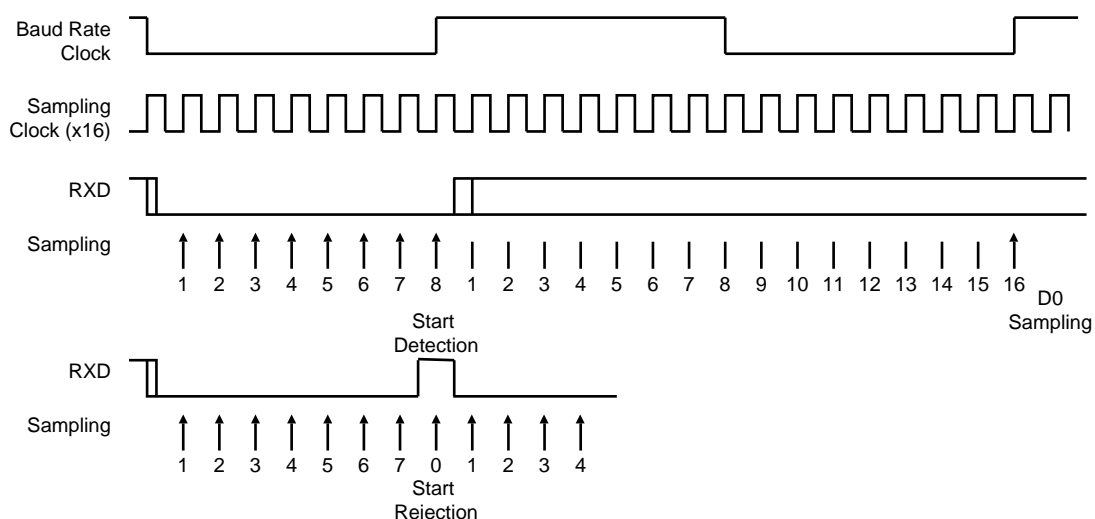 Baud Rate
Clock
Sampling
Clock (x16)
RXD
Sampling
1 2 3 4 5 6 7 8 1 2 3 4 5 6 7 8 9 10 11 12 13 14 15 16
D0
Sampling
Start
Detection
RXD
Sampling
1 2 3 4 5 6 7 0 1 2 3 4
Start
Rejection